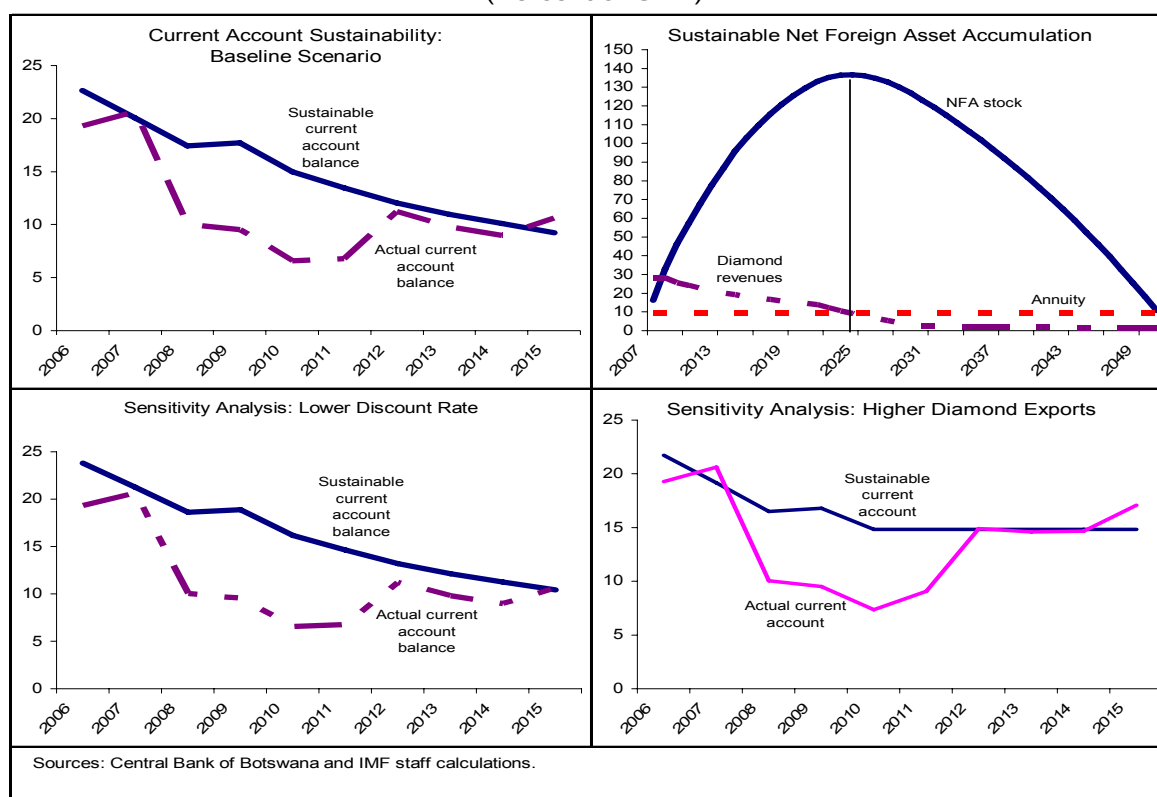 Current Account Sustainability:
Baseline Scenario
25
20
15
10
5
0
Sustainable
current
account
balance
Actual current
account
balance
2006
2007
2008
2009
2010
2011
2012
2013
2014
2015
Sustainable Net Foreign Asset Accumulation
150
140
130
120
110
100
90
80
70
60
50
40
30
20
10
0
NFA stock
Diamond
revenues
Annuity
2007
2013
2019
2025
2031
2037
2043
2049
Sensitivity Analysis: Lower Discount Rate
25
20
15
10
5
0
Sustainable
current
account
balance
Actual current
account
balance
2006
2007
2008
2009
2010
2011
2012
2013
2014
2015
Sensitivity Analysis: Higher Diamond Exports
25
20
15
10
5
0
Sustainable
current
account
Actual current
account
2006
2007
2008
2009
2010
2011
2012
2013
2014
2015
Sources: Central Bank of Botswana and IMF staff calculations.